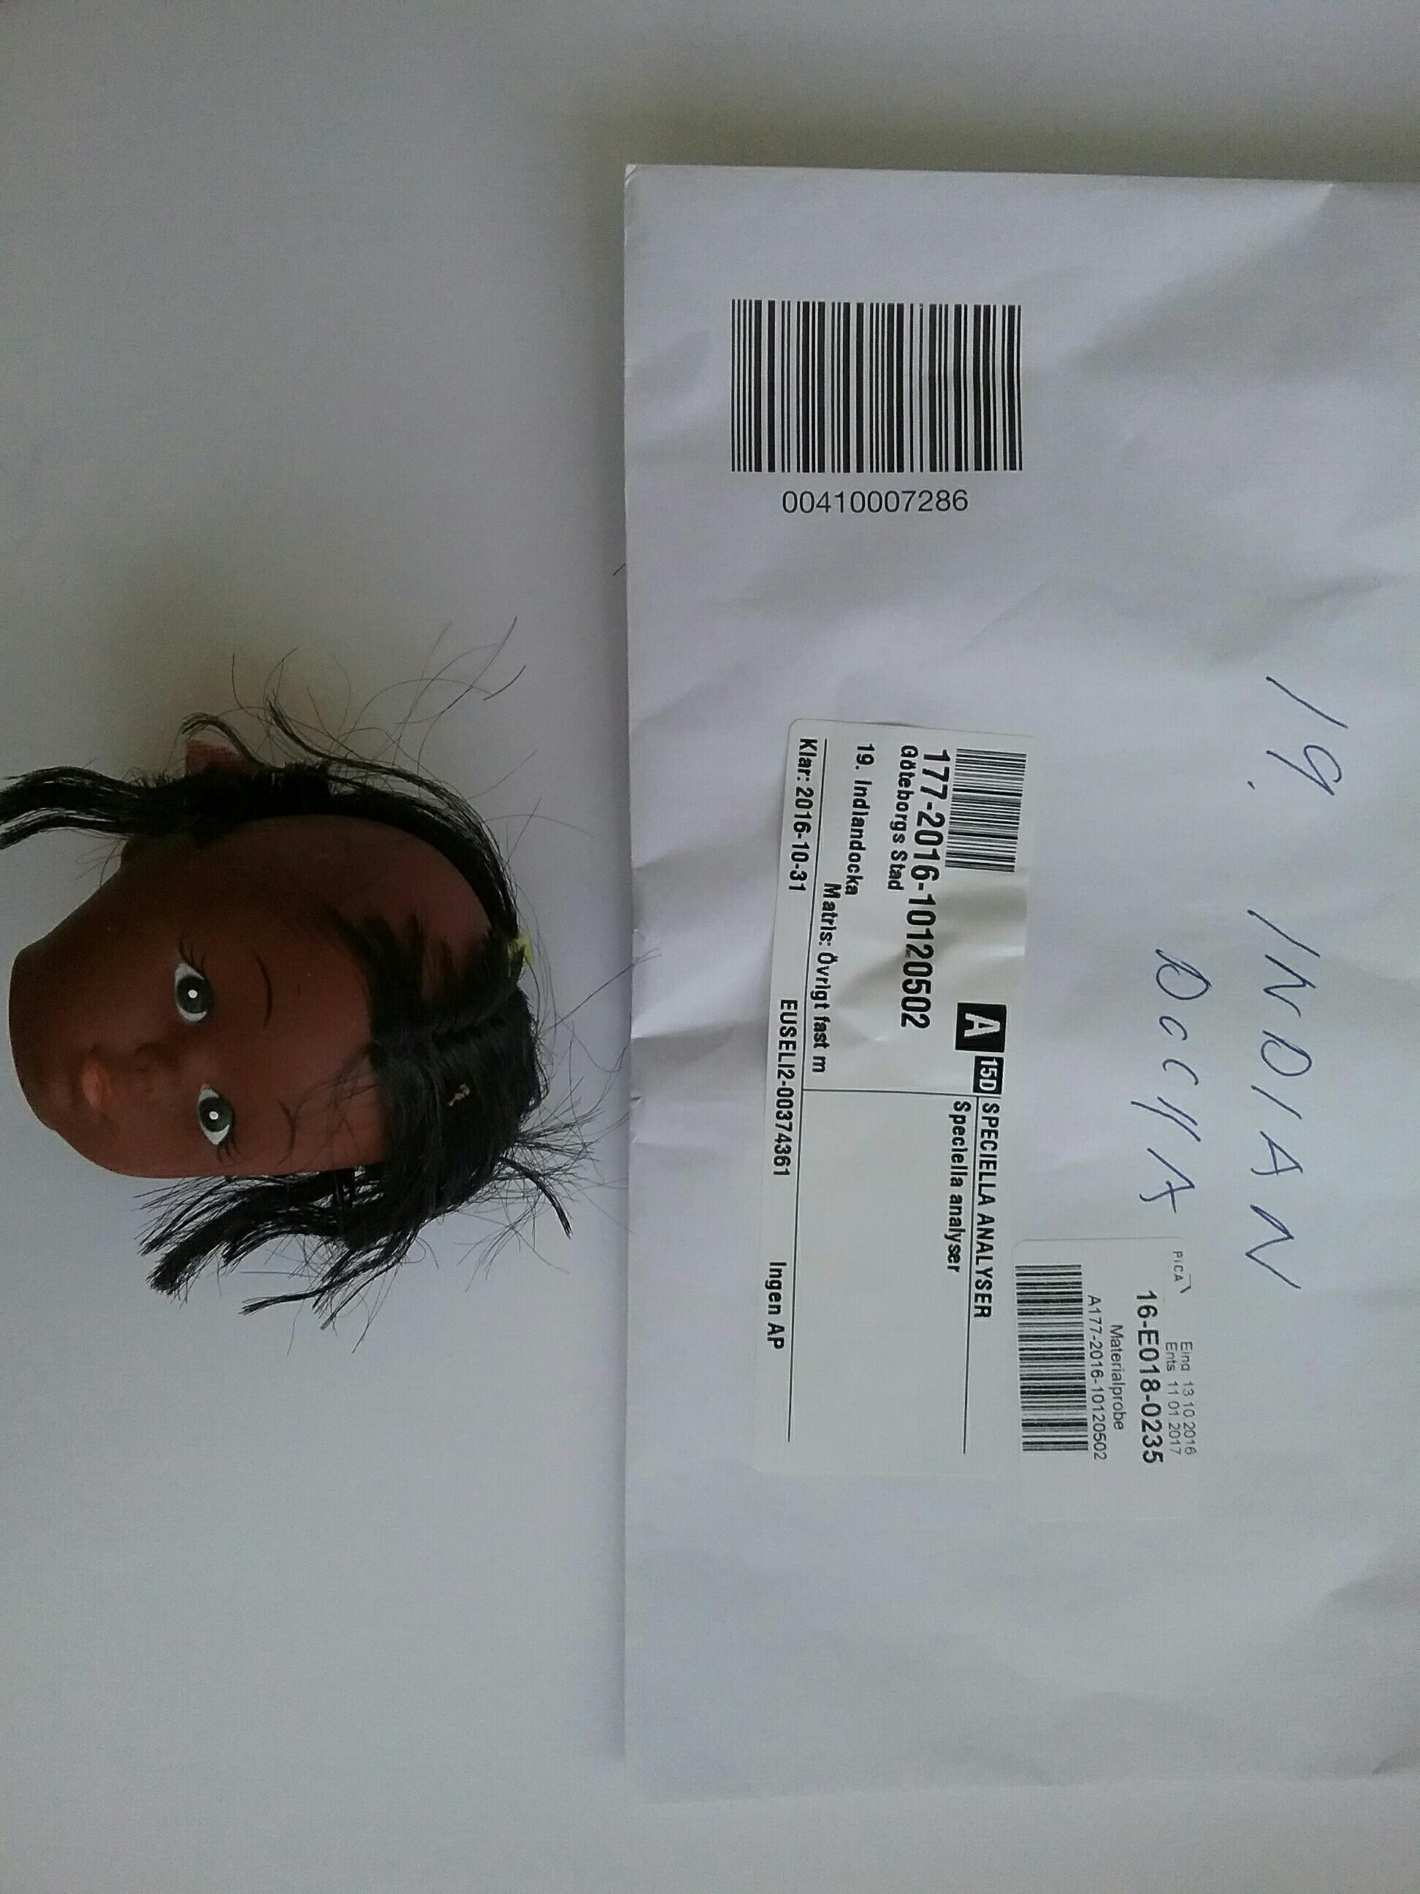 00410007286
19. INDIAN
DOCKA
A 15D SPECIELLA ANALYSER
Speciella analyser
177-2016-10120502
Göteborgs Stad
19. Indiandocka
Matris: Övrigt fast m
Klar: 2016-10-31 EUSELI2-00374361 Ingen AP
PiCA
Eing 13 10 2016
Ents 11 01 2017
16-E018-0235
Materialprobe
A177-2016-10120502